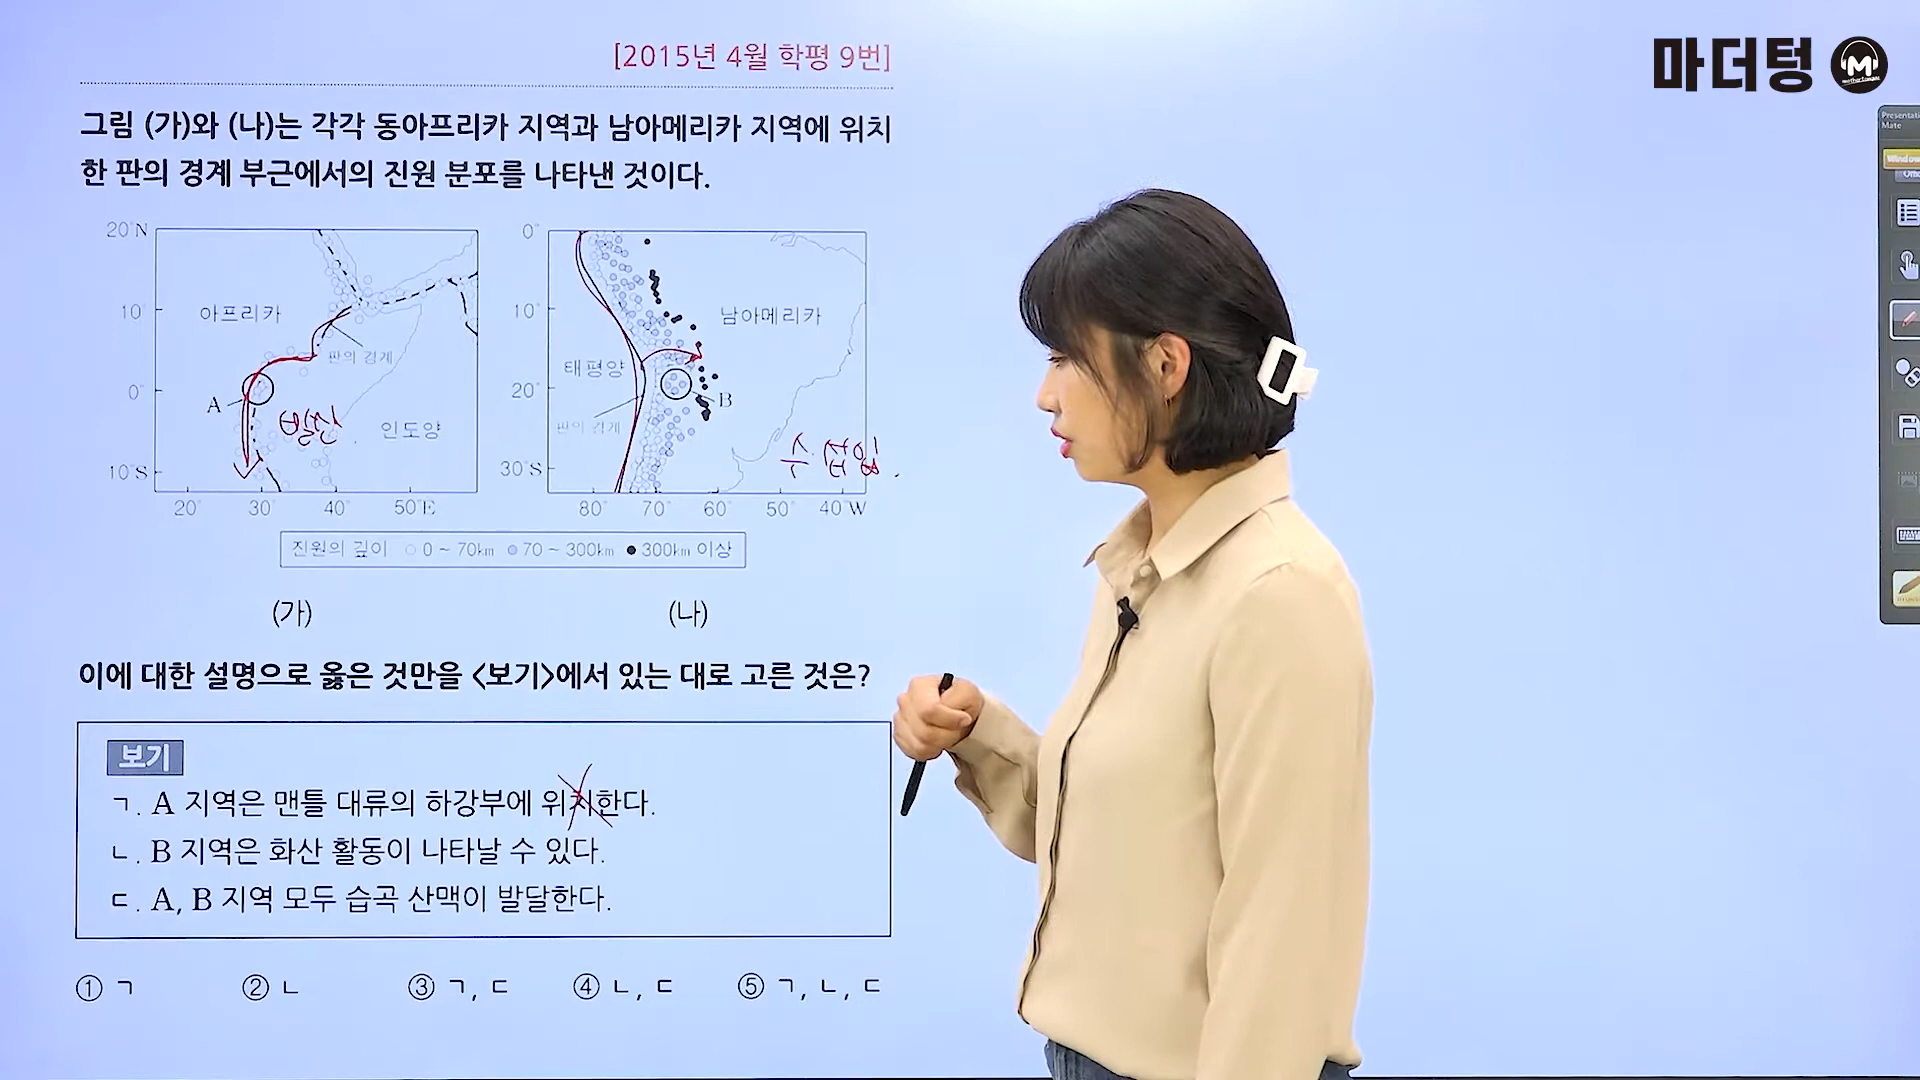 [2015년 4월 학평 9번]
마더텅
그림 (가)와 (나)는 각각 동아프리카 지역과 남아메리카 지역에 위치
한 판의 경계 부근에서의 진원 분포를 나타낸 것이다.
20°N
10°
0°
10°S
아프리카
판의 경계
A
발산
인도양
20° 30° 40° 50°E
0°
10°
20°
30°S
남아메리카
태평양
B
판의 경계
수렴
80° 70° 60° 50° 40°W
진원의 깊이 0 ~ 70km 70 ~ 300km 300km 이상
(가) (나)
이에 대한 설명으로 옳은 것만을 <보기>에서 있는 대로 고른 것은?
보기
ㄱ. A 지역은 맨틀 대류의 하강부에 위치한다.
ㄴ. B 지역은 화산 활동이 나타날 수 있다.
ㄷ. A, B 지역 모두 습곡 산맥이 발달한다.
① ㄱ ② ㄴ ③ ㄱ, ㄷ ④ ㄴ, ㄷ ⑤ ㄱ, ㄴ, ㄷ